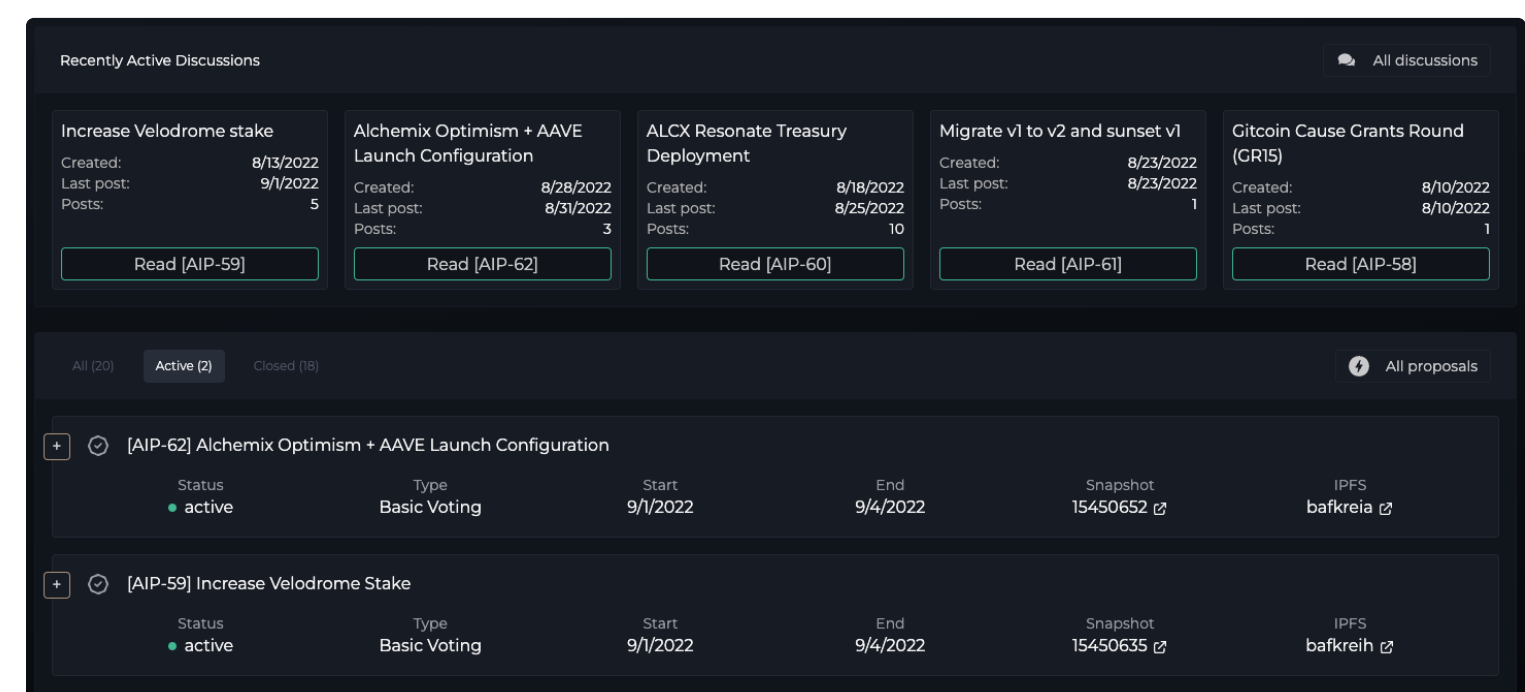 Recently Active Discussions
All discussions
Increase Velodrome stake
Created: 8/13/2022
Last post: 9/1/2022
Posts: 5
Read [AIP-59]
Alchemix Optimism + AAVE
Launch Configuration
Created: 8/28/2022
Last post: 8/31/2022
Posts: 3
Read [AIP-62]
ALCX Resonate Treasury
Deployment
Created: 8/18/2022
Last post: 8/25/2022
Posts: 10
Read [AIP-60]
Migrate v1 to v2 and sunset v1
Created: 8/23/2022
Last post: 8/23/2022
Posts: 1
Read [AIP-61]
Gitcoin Cause Grants Round
(GR15)
Created: 8/10/2022
Last post: 8/10/2022
Posts: 1
Read [AIP-58]
All (20) Active (2) Closed (18)
All proposals
[AIP-62] Alchemix Optimism + AAVE Launch Configuration
Status Type Start End Snapshot IPFS
active Basic Voting 9/1/2022 9/4/2022 15450652 bafkreia
[AIP-59] Increase Velodrome Stake
Status Type Start End Snapshot IPFS
active Basic Voting 9/1/2022 9/4/2022 15450635 bafkreih